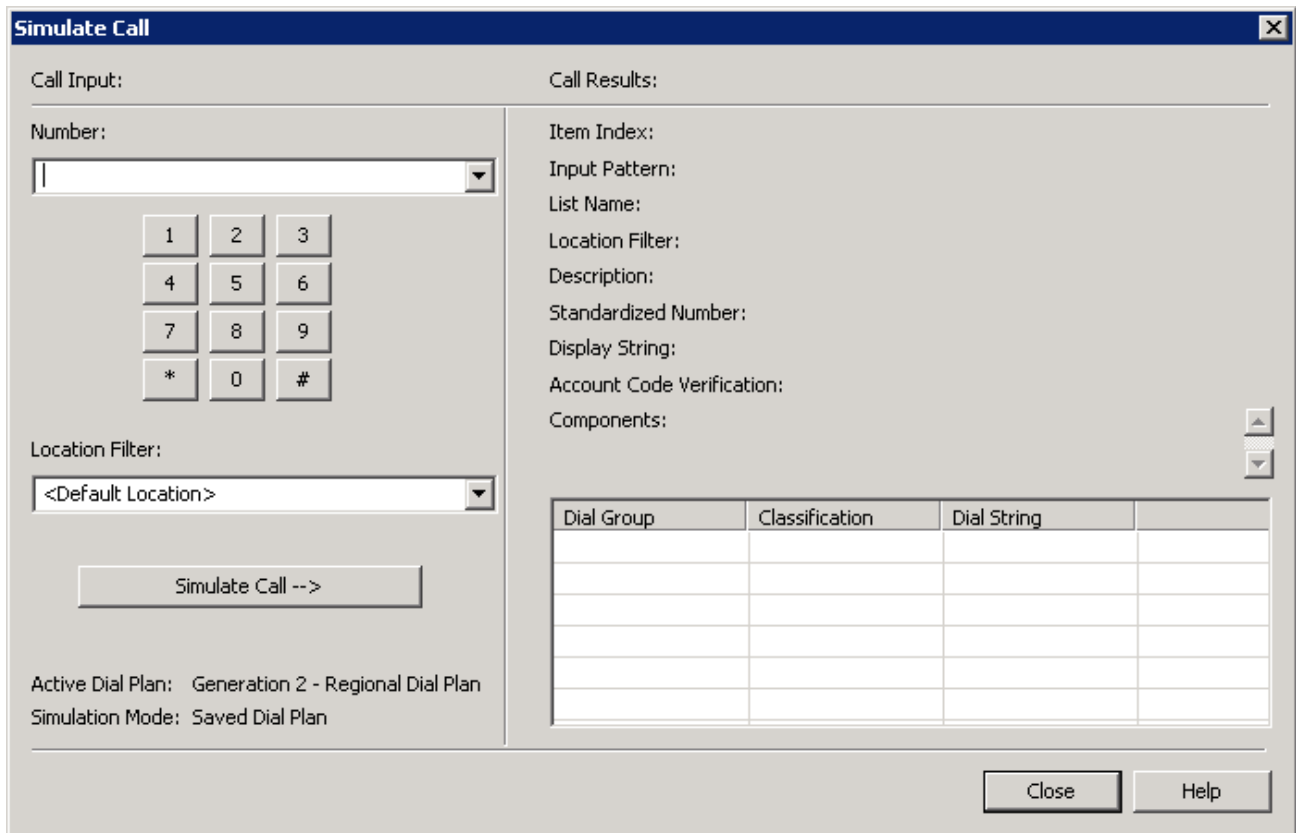 Simulate Call
Call Input:
Number:
1 2 3
4 5 6
7 8 9
* 0 #
Location Filter:
<Default Location>
Simulate Call -->
Active Dial Plan: Generation 2 - Regional Dial Plan
Simulation Mode: Saved Dial Plan
Call Results:
Item Index:
Input Pattern:
List Name:
Location Filter:
Description:
Standardized Number:
Display String:
Account Code Verification:
Components:
Dial Group Classification Dial String
Close Help